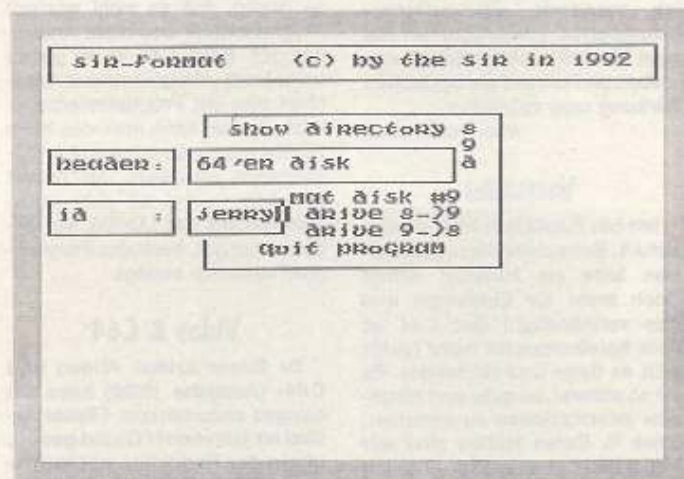 sir-format (c) by the sir in 1992
show directory 8
9
header: 64'er disk a
mat disk #9
id : jerry drive 8->9
drive 9->8
quit program